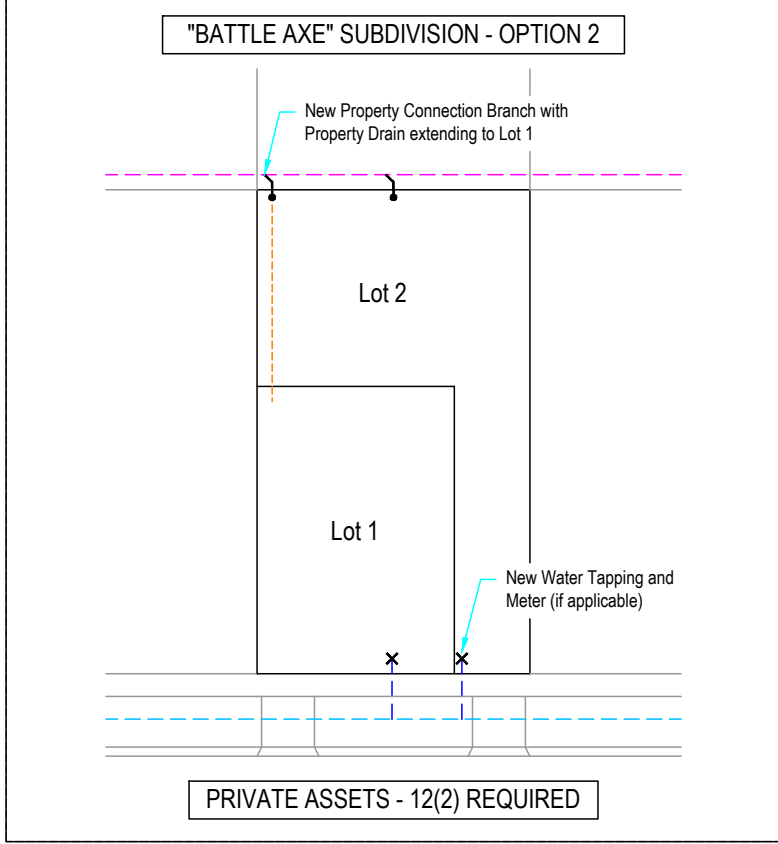 "BATTLE AXE" SUBDIVISION - OPTION 2
New Property Connection Branch with
Property Drain extending to Lot 1
Lot 2
Lot 1
New Water Tapping and
Meter (if applicable)
PRIVATE ASSETS - 12(2) REQUIRED